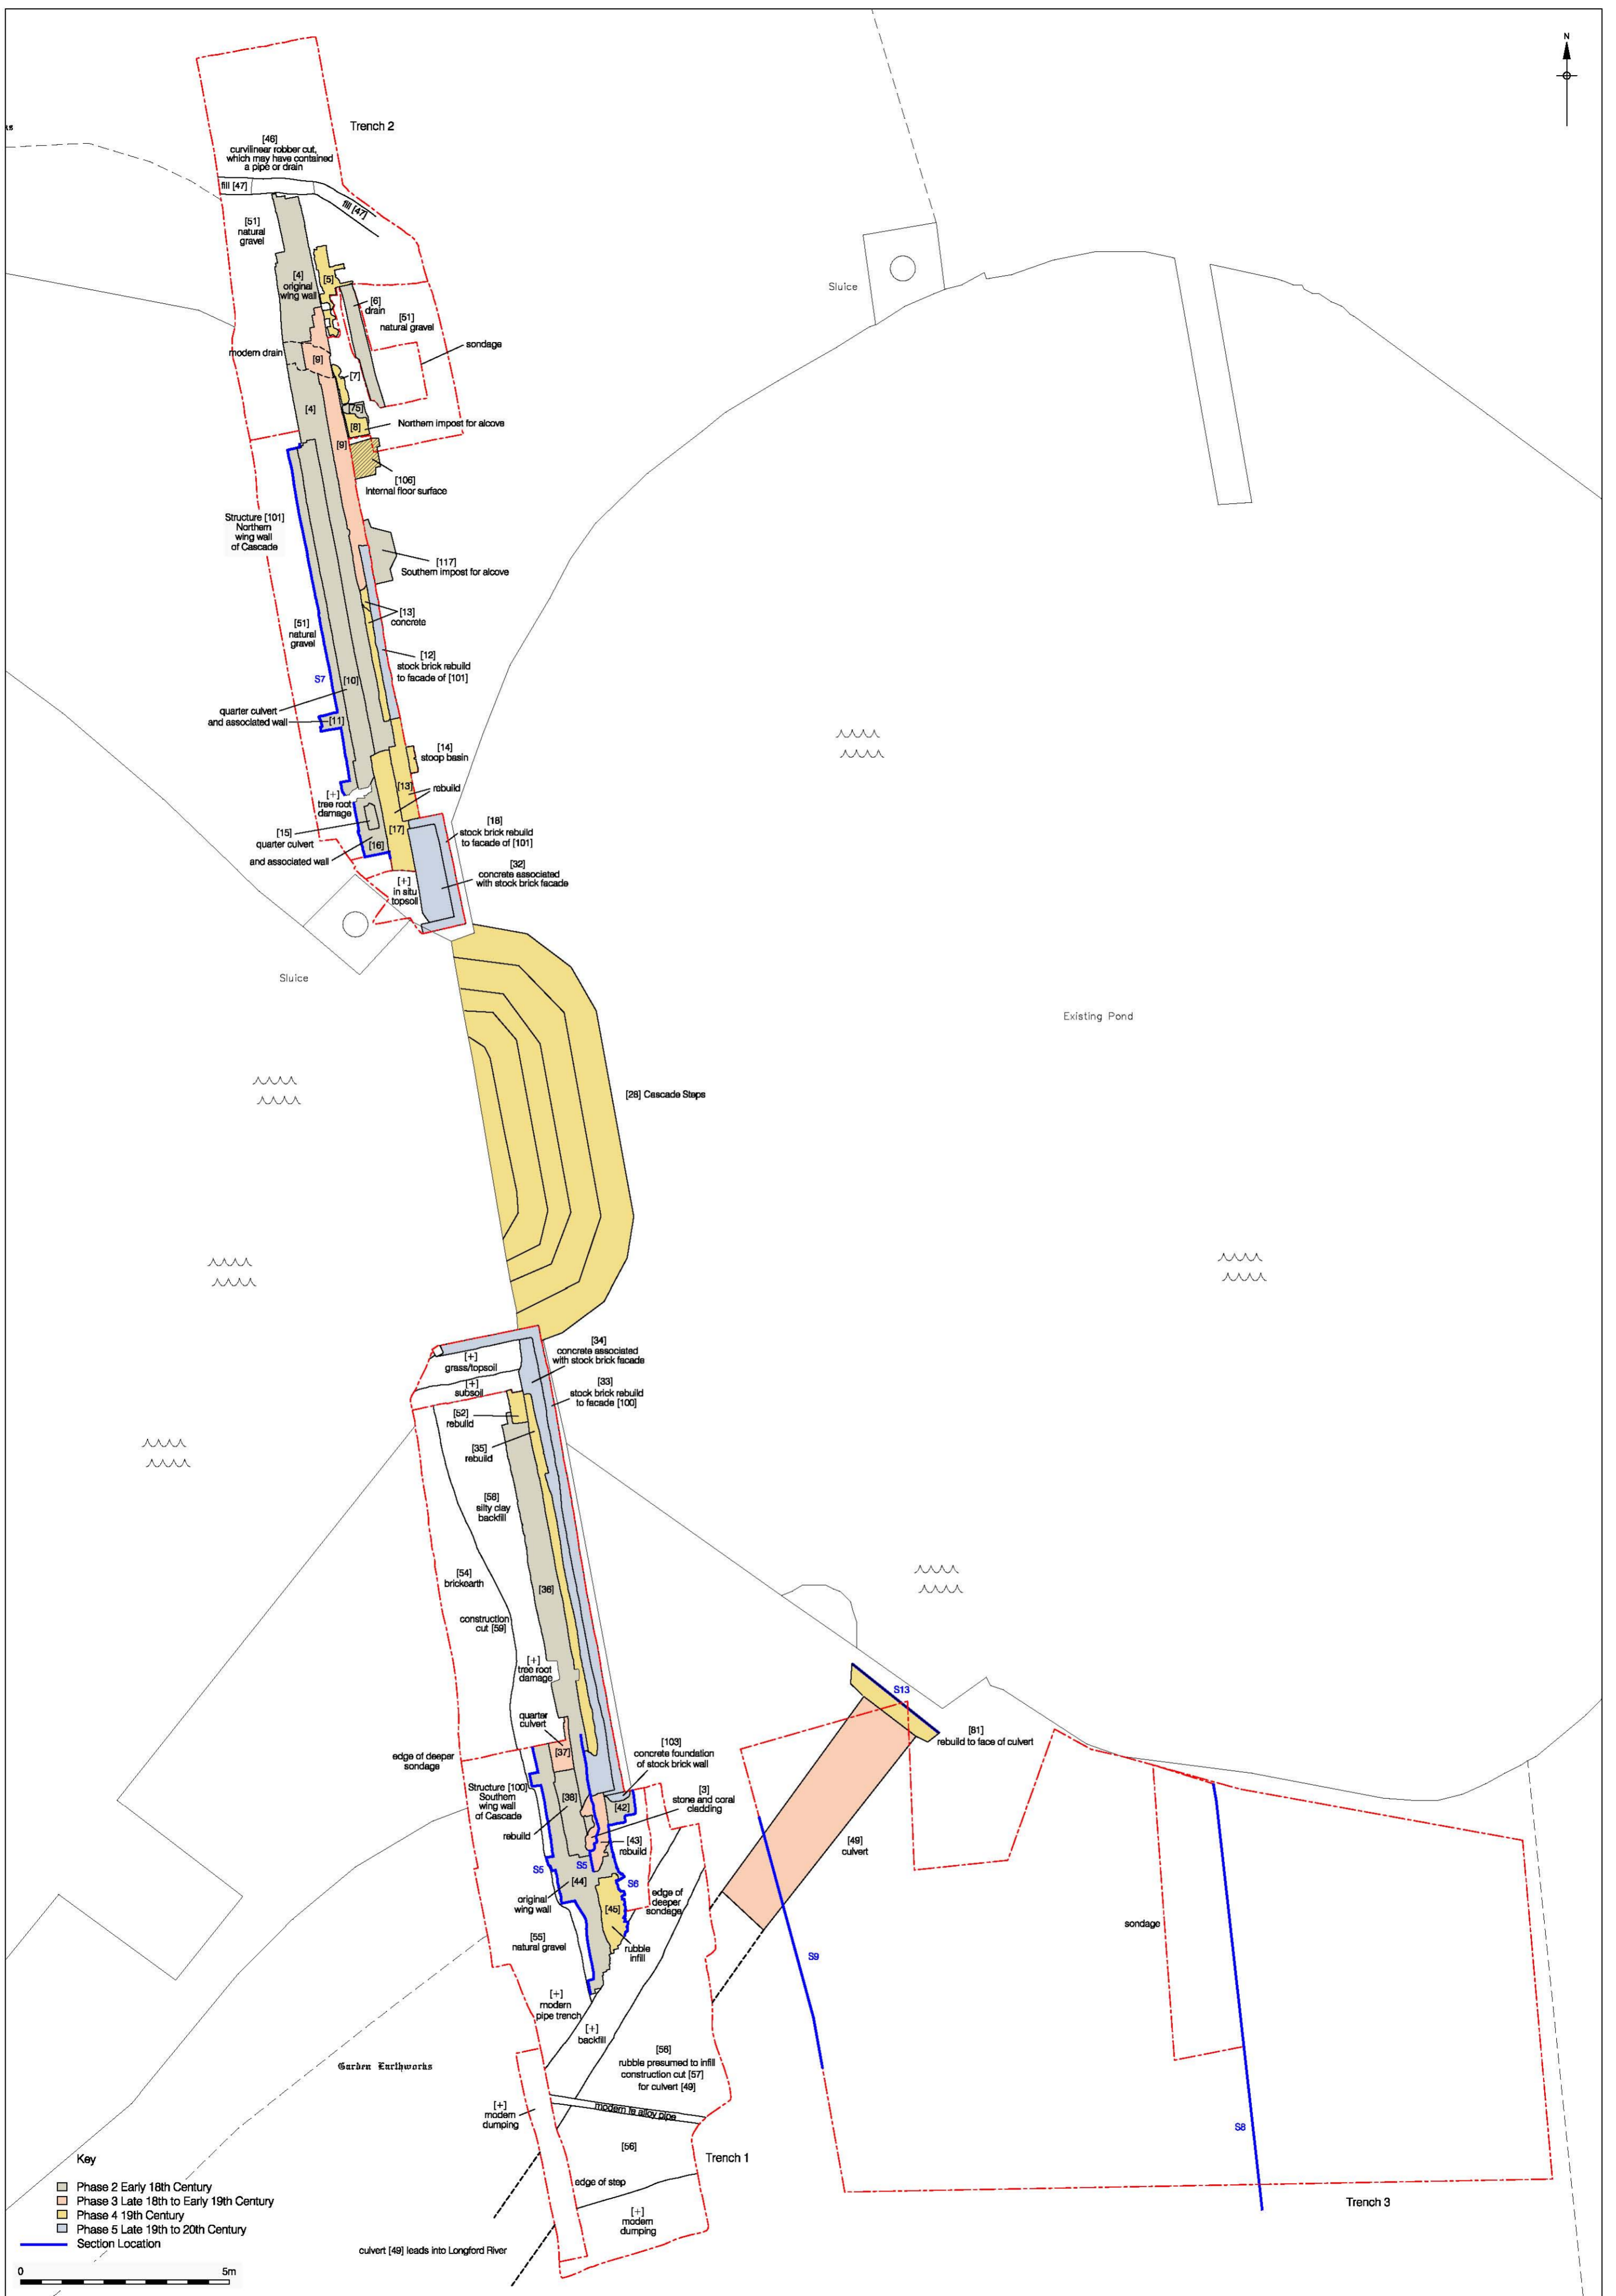 N
ks
Trench 2
[46]
curvilinear robber cut,
which may have contained
a pipe or drain
fill [47]
fill [47]
[51]
natural
gravel
[4]
original
wing wall
[5]
[6]
drain
[51]
natural gravel
Sluice
modern drain
sondage
[9]
[7]
[4]
[75]
[8]
Northern impost for alcove
[9]
[106]
Internal floor surface
Structure [101]
Northern
wing wall
of Cascade
[117]
Southern impost for alcove
[13]
concrete
[51]
natural
gravel
[12]
stock brick rebuild
to facade of [101]
S7
[10]
quarter culvert
and associated wall
[11]
[14]
stoop basin
[13]
rebuild
[+]
tree root
damage
[15]
quarter culvert
and associated wall
[17]
[16]
[18]
stock brick rebuild
to facade of [101]
[32]
concrete associated
with stock brick facade
[+]
in situ
topsoil
Sluice
Existing Pond
[28] Cascade Steps
[34]
concrete associated
with stock brick facade
[+]
grass/topsoil
[+]
subsoil
[33]
stock brick rebuild
to facade [100]
[52]
rebuild
[35]
rebuild
[58]
silty clay
backfill
[54]
brickearth
[36]
construction
cut [59]
[+]
tree root
damage
S13
quarter
culvert
[81]
rebuild to face of culvert
[37]
[103]
concrete foundation
of stock brick wall
edge of deeper
sondage
Structure [100]
Southern
wing wall
of Cascade
[38]
[3]
stone and coral
cladding
[42]
rebuild
[43]
rebuild
[49]
culvert
S5
S5
S6
[44]
original
wing wall
[45]
edge of
deeper
sondage
sondage
[55]
natural gravel
rubble
infill
S9
[+]
modern
pipe trench
[+]
backfill
[56]
rubble presumed to infill
construction cut [57]
for culvert [49]
Garden Earthworks
[+]
modern
dumping
modern fe alloy pipe
S8
[56]
Trench 1
Key
edge of step
Phase 2 Early 18th Century
Phase 3 Late 18th to Early 19th Century
Phase 4 19th Century
Phase 5 Late 19th to 20th Century
Section Location
[+]
modern
dumping
Trench 3
culvert [49] leads into Longford River
0 5m